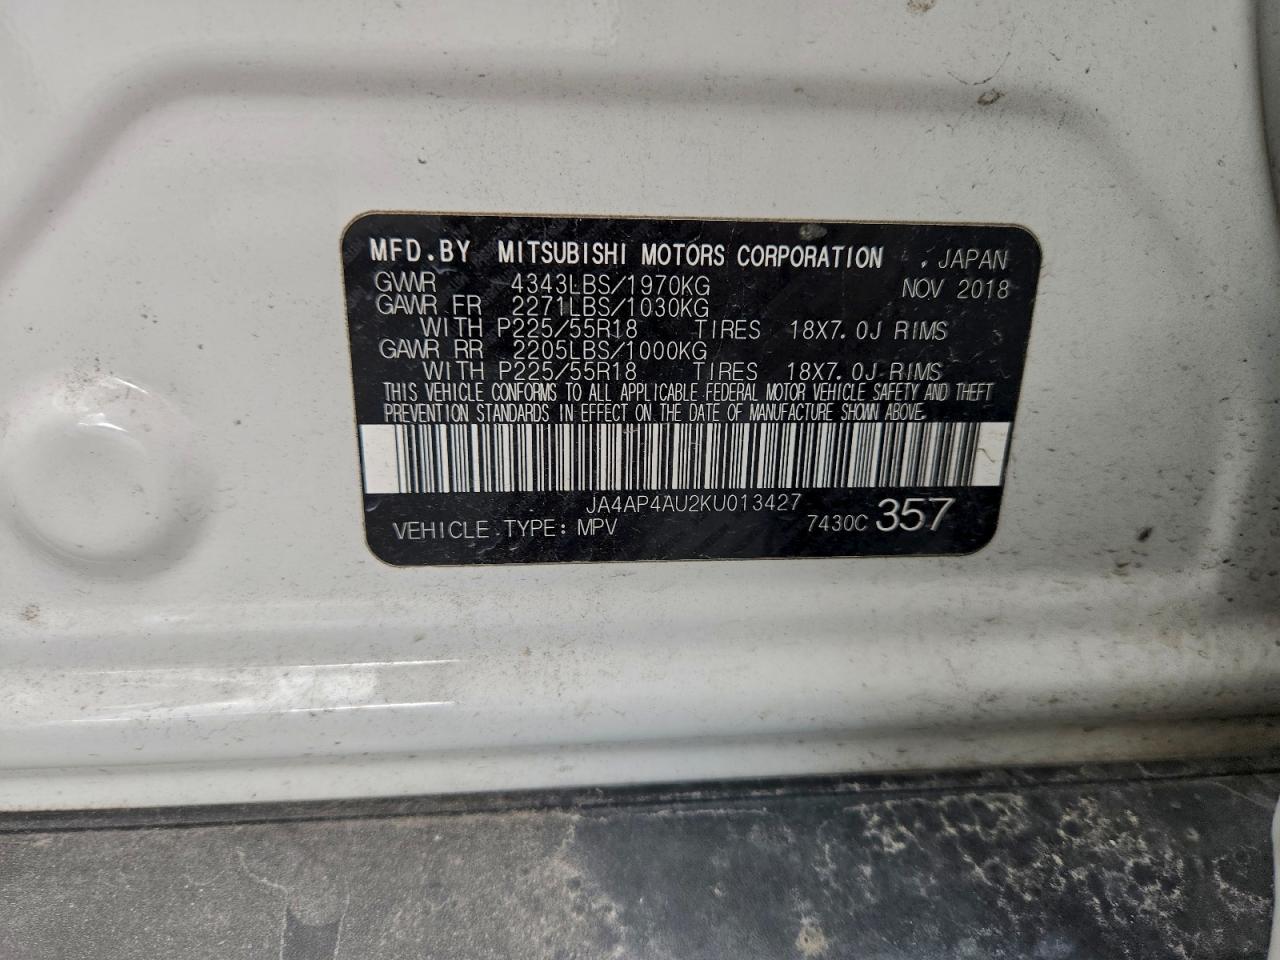 MFD.BY MITSUBISHI MOTORS CORPORATION . JAPAN
GVWR 4343LBS/1970KG NOV 2018
GAWR FR 2271LBS/1030KG
WITH P225/55R18 TIRES 18X7.0J RIMS
GAWR RR 2205LBS/1000KG
WITH P225/55R18 TIRES 18X7.0J RIMS
THIS VEHICLE CONFORMS TO ALL APPLICABLE FEDERAL MOTOR VEHICLE SAFETY AND THEFT
PREVENTION STANDARDS IN EFFECT ON THE DATE OF MANUFACTURE SHOWN ABOVE.
JA4AP4AU2KU013427
VEHICLE TYPE: MPV 7430C 357